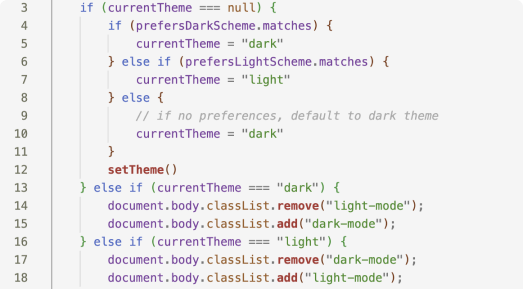 3 if (currentTheme === null) {
4 if (prefersDarkScheme.matches) {
5 currentTheme = "dark"
6 } else if (prefersLightScheme.matches) {
7 currentTheme = "light"
8 } else {
9 // if no preferences, default to dark theme
10 currentTheme = "dark"
11 }
12 setTheme()
13 } else if (currentTheme === "dark") {
14 document.body.classList.remove("light-mode");
15 document.body.classList.add("dark-mode");
16 } else if (currentTheme === "light") {
17 document.body.classList.remove("dark-mode");
18 document.body.classList.add("light-mode");